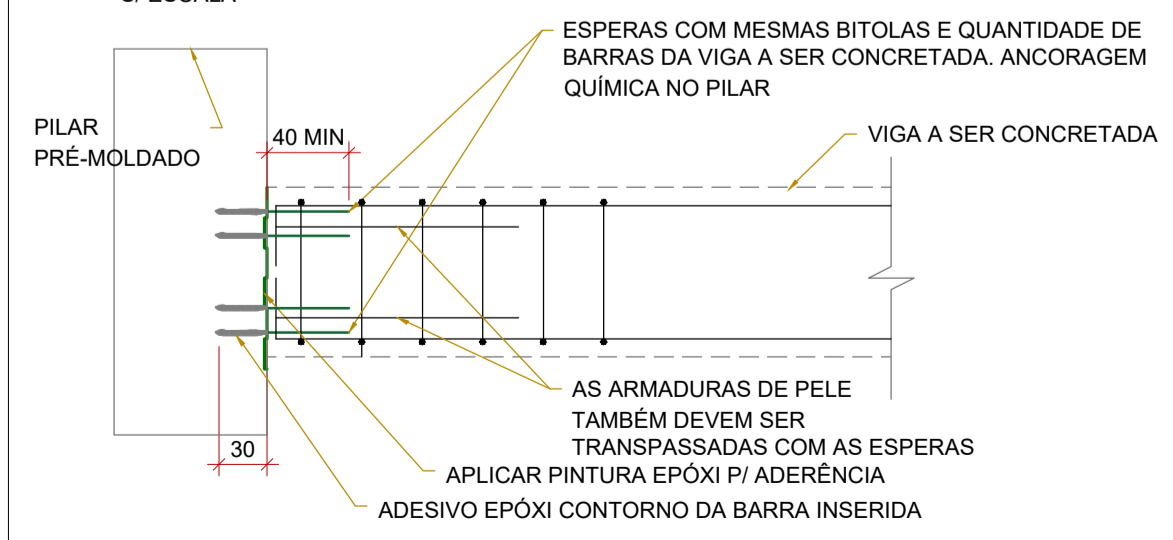 ESPERAS COM MESMAS BITOLAS E QUANTIDADE DE
BARRAS DA VIGA A SER CONCRETADA. ANCORAGEM
QUÍMICA NO PILAR
PILAR
PRÉ-MOLDADO
40 MIN
VIGA A SER CONCRETADA
AS ARMADURAS DE PELE
TAMBÉM DEVEM SER
TRANSPASSADAS COM AS ESPERAS
30
APLICAR PINTURA EPÓXI P/ ADERÊNCIA
ADESIVO EPÓXI CONTORNO DA BARRA INSERIDA